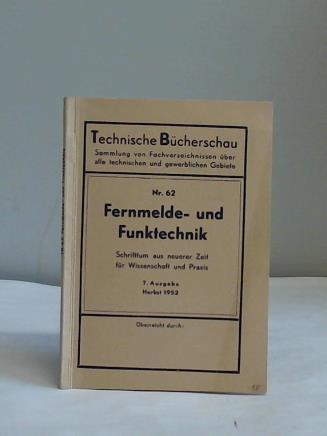 Technische Bücherschau
Sammlung von Fachverzeichnissen über
alle technischen und gewerblichen Gebiete
Nr. 62
Fernmelde- und
Funktechnik
Schrifttum aus neuerer Zeit
für Wissenschaft und Praxis
7. Ausgabe
Herbst 1952
Überreicht durch: